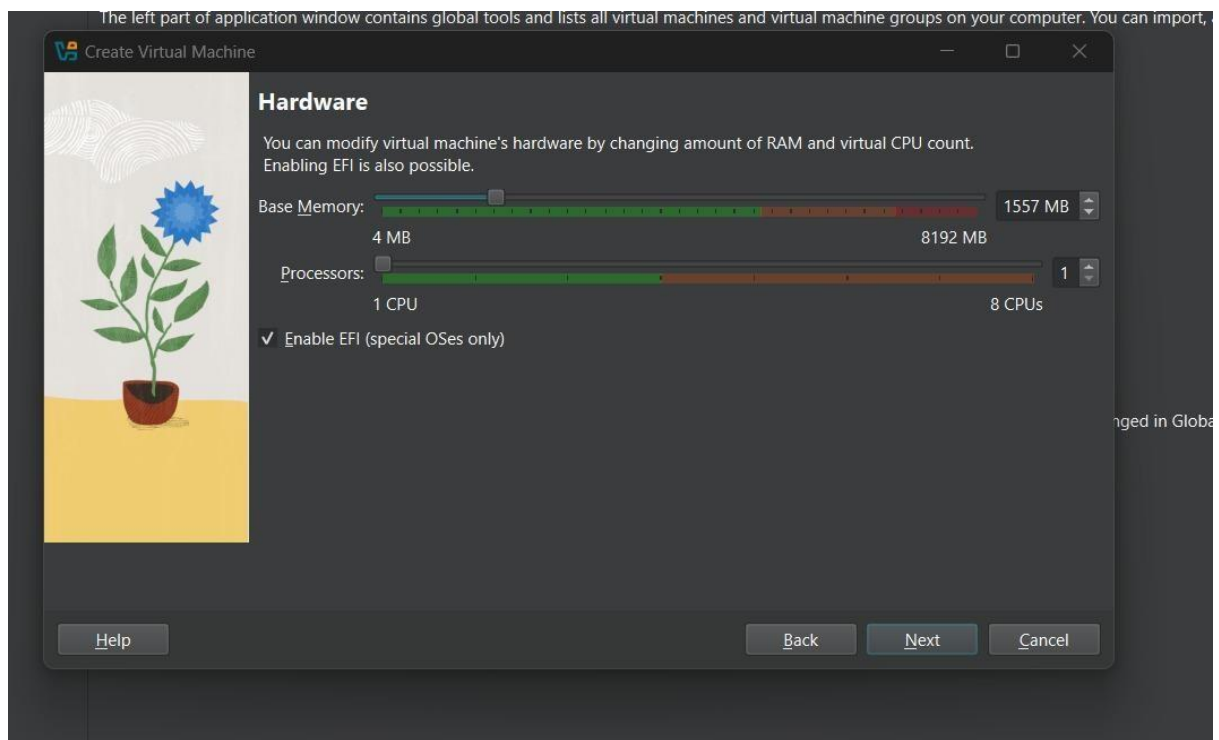 The left part of application window contains global tools and lists all virtual machines and virtual machine groups on your computer. You can import,
Create Virtual Machine
Hardware
You can modify virtual machine's hardware by changing amount of RAM and virtual CPU count.
Enabling EFI is also possible.
Base Memory: 1557 MB
4 MB 8192 MB
Processors: 1
1 CPU 8 CPUs
Enable EFI (special OSes only)
nged in Globa
Help Back Next Cancel